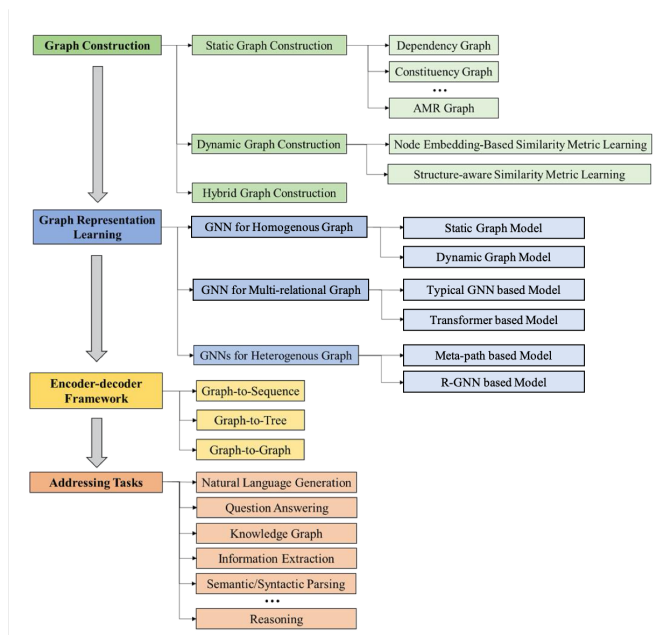 Graph Construction
Static Graph Construction
Dependency Graph
Constituency Graph
...
AMR Graph
Dynamic Graph Construction
Node Embedding-Based Similarity Metric Learning
Structure-aware Similarity Metric Learning
Hybrid Graph Construction
Graph Representation
Learning
GNN for Homogenous Graph
Static Graph Model
Dynamic Graph Model
GNN for Multi-relational Graph
Typical GNN based Model
Transformer based Model
GNNs for Heterogenous Graph
Meta-path based Model
R-GNN based Model
Encoder-decoder
Framework
Graph-to-Sequence
Graph-to-Tree
Graph-to-Graph
Addressing Tasks
Natural Language Generation
Question Answering
Knowledge Graph
Information Extraction
Semantic/Syntactic Parsing
...
Reasoning